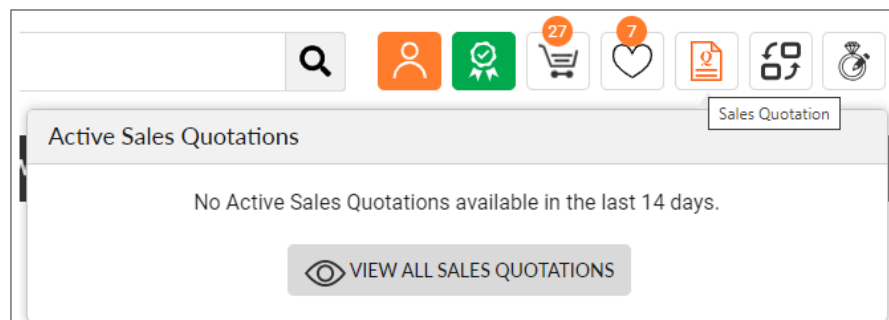 27
7
Q
Sales Quotation
Active Sales Quotations
No Active Sales Quotations available in the last 14 days.
VIEW ALL SALES QUOTATIONS